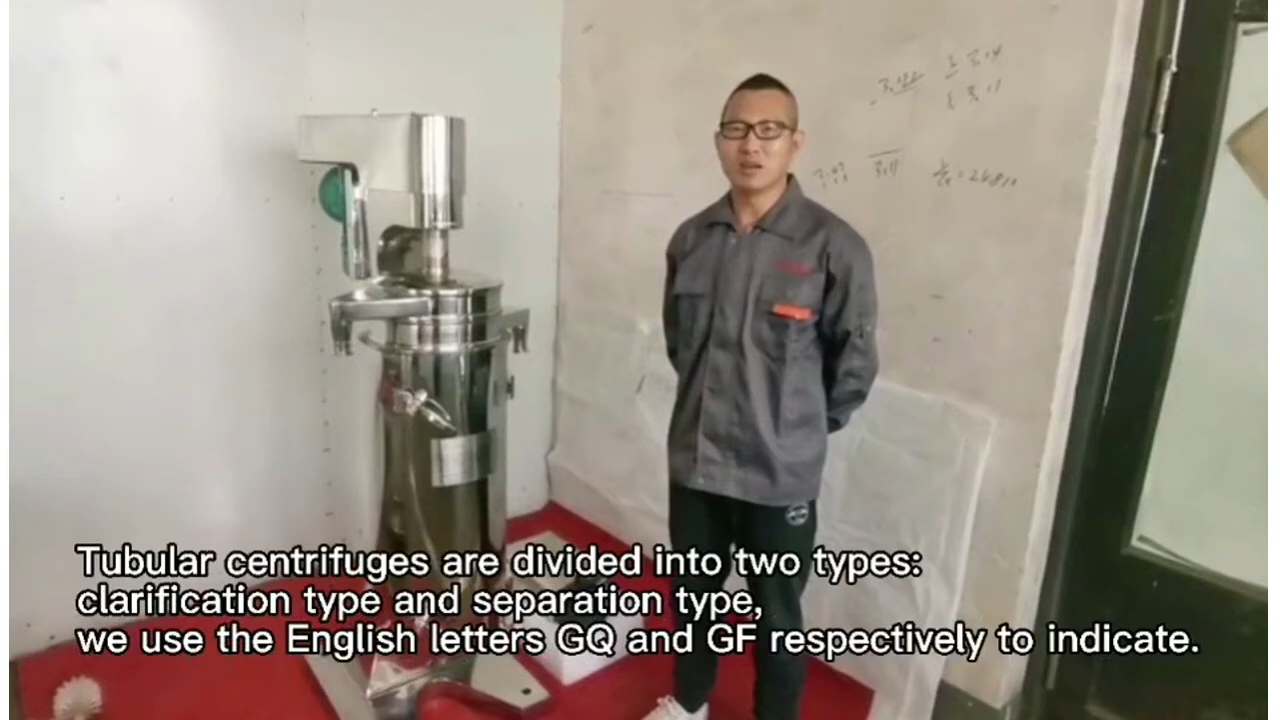 Tubular centrifuges are divided into two types:
clarification type and separation type,
we use the English letters GQ and GF respectively to indicate.